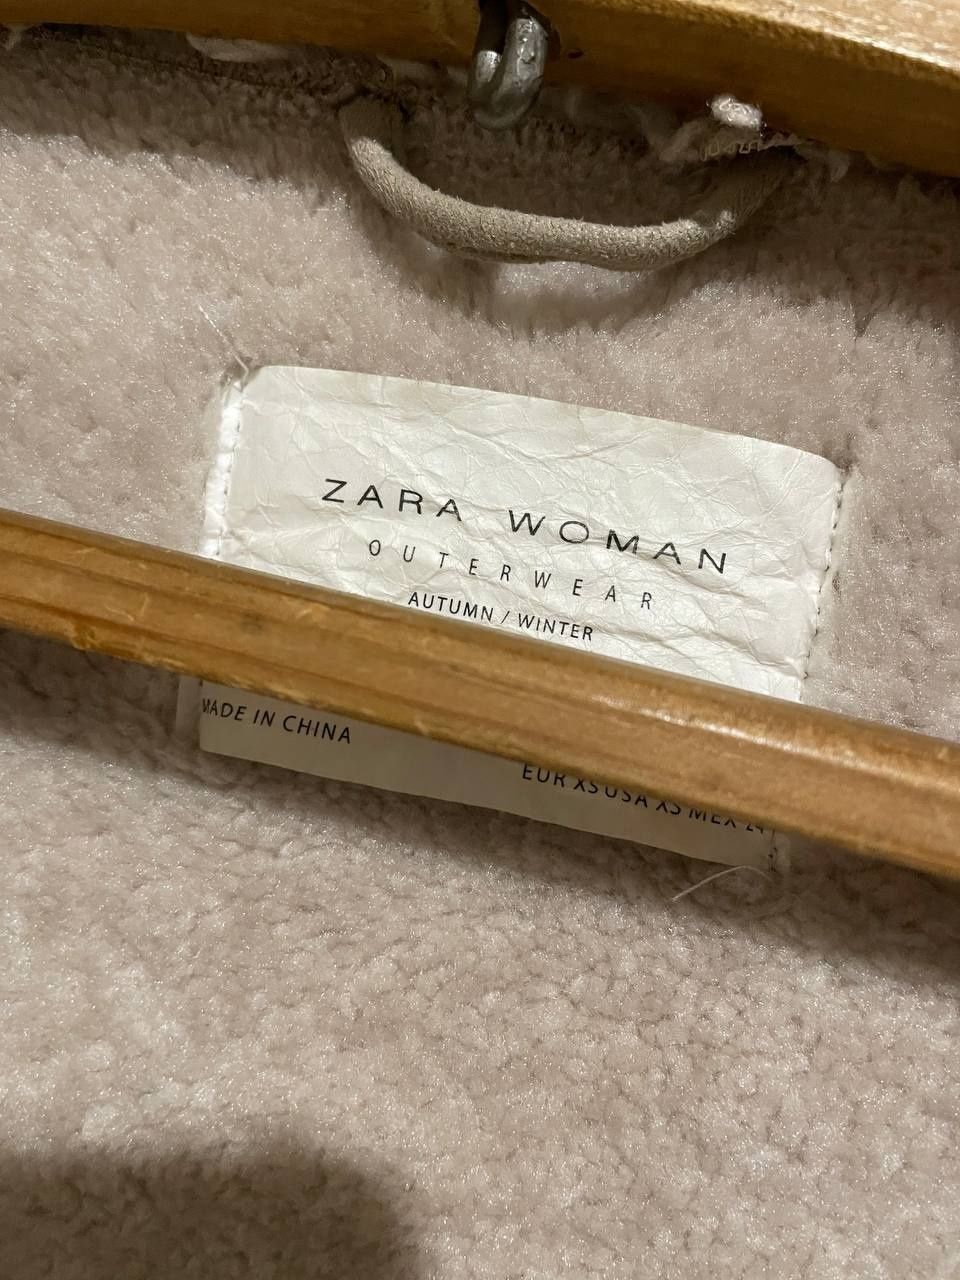 ZARA WOMAN
OUTERWEAR
AUTUMN / WINTER
MADE IN CHINA
EUR XS USA XS MEX 24